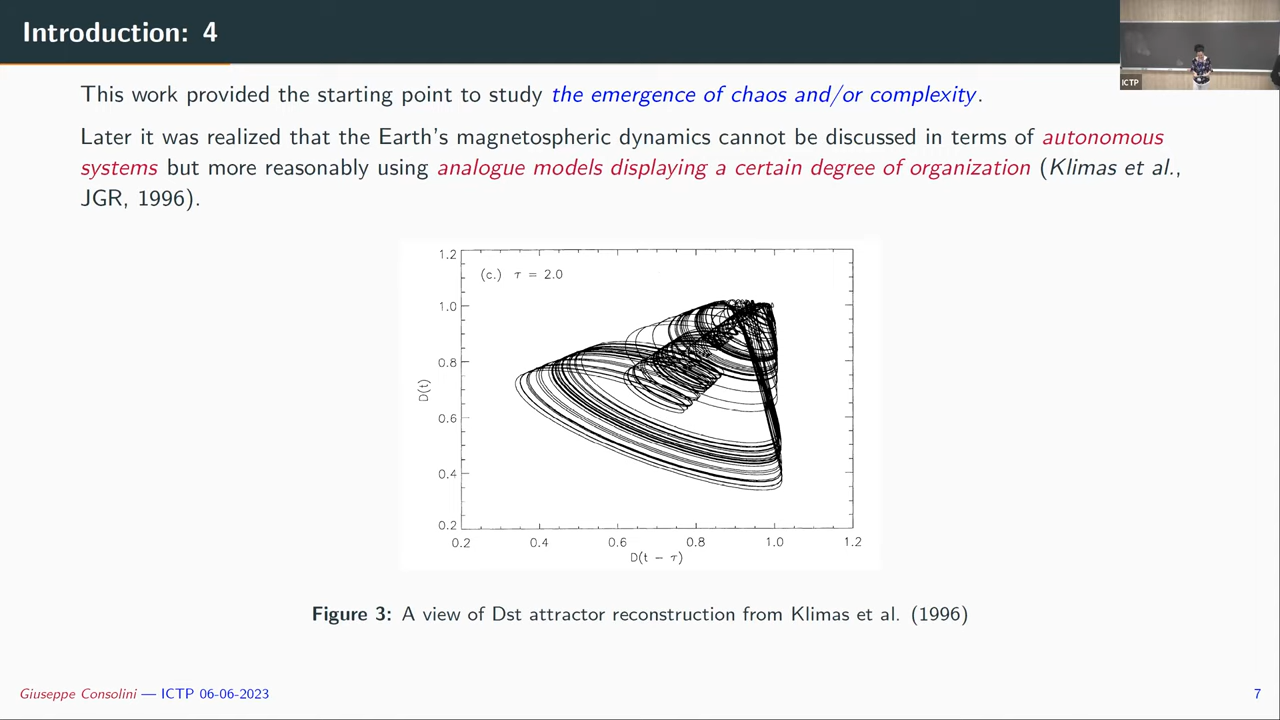 Introduction: 4
ICTP
This work provided the starting point to study the emergence of chaos and/or complexity.
Later it was realized that the Earth's magnetospheric dynamics cannot be discussed in terms of autonomous
systems but more reasonably using analogue models displaying a certain degree of organization (Klimas et al.,
JGR, 1996).
(c.) τ = 2.0
1.2
1.0
0.8
0.6
0.4
0.2
D(t)
0.2 0.4 0.6 0.8 1.0 1.2
D(t − τ)
Figure 3: A view of Dst attractor reconstruction from Klimas et al. (1996)
Giuseppe Consolini — ICTP 06-06-2023
7